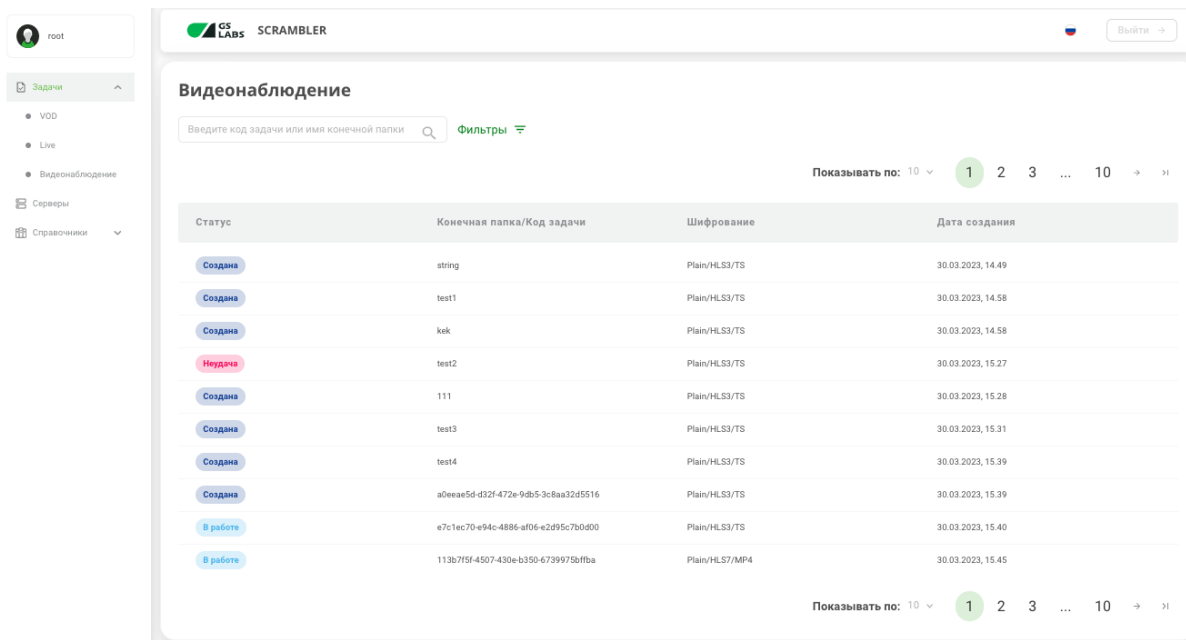 root
Задачи
VOD
Live
Видеонаблюдение
Серверы
Справочники
GS LABS SCRAMBLER
Выйти →
Видеонаблюдение
Введите код задачи или имя конечной папки Фильтры
Показывать по: 10 1 2 3 ... 10
Статус Конечная папка/Код задачи Шифрование Дата создания
Создана string Plain/HLS3/TS 30.03.2023, 14.49
Создана test1 Plain/HLS3/TS 30.03.2023, 14.58
Создана kek Plain/HLS3/TS 30.03.2023, 14.58
Неудача test2 Plain/HLS3/TS 30.03.2023, 15.27
Создана 111 Plain/HLS3/TS 30.03.2023, 15.28
Создана test3 Plain/HLS3/TS 30.03.2023, 15.31
Создана test4 Plain/HLS3/TS 30.03.2023, 15.39
Создана a0eeae5d-d32f-472e-9db5-3c8aa32d5516 Plain/HLS3/TS 30.03.2023, 15.39
В работе e7c1ec70-e94c-4886-af06-e2d95c7b0d00 Plain/HLS3/TS 30.03.2023, 15.40
В работе 113b7f5f-4507-430e-b350-6739975bffba Plain/HLS7/MP4 30.03.2023, 15.45
Показывать по: 10 1 2 3 ... 10